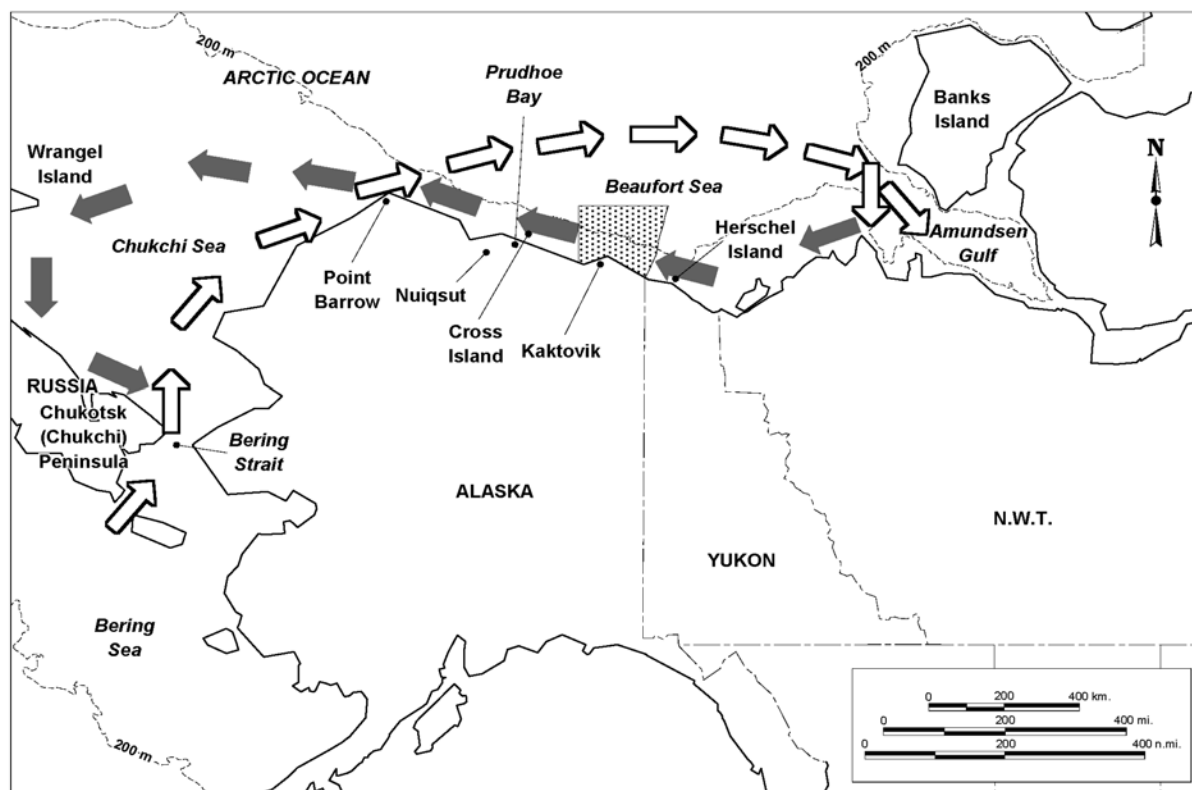 200 m
ARCTIC OCEAN
Prudhoe
Bay
200 m
Banks
Island
Wrangel
Island
N
Beaufort Sea
Chukchi Sea
Herschel
Island
Amundsen
Gulf
Point
Barrow
Nuiqsut
Cross
Island
Kaktovik
RUSSIA
Chukotsk
(Chukchi)
Peninsula
Bering
Strait
ALASKA
N.W.T.
YUKON
Bering
Sea
200 m
0 200 400 km.
0 200 400 mi.
0 200 400 n.mi.